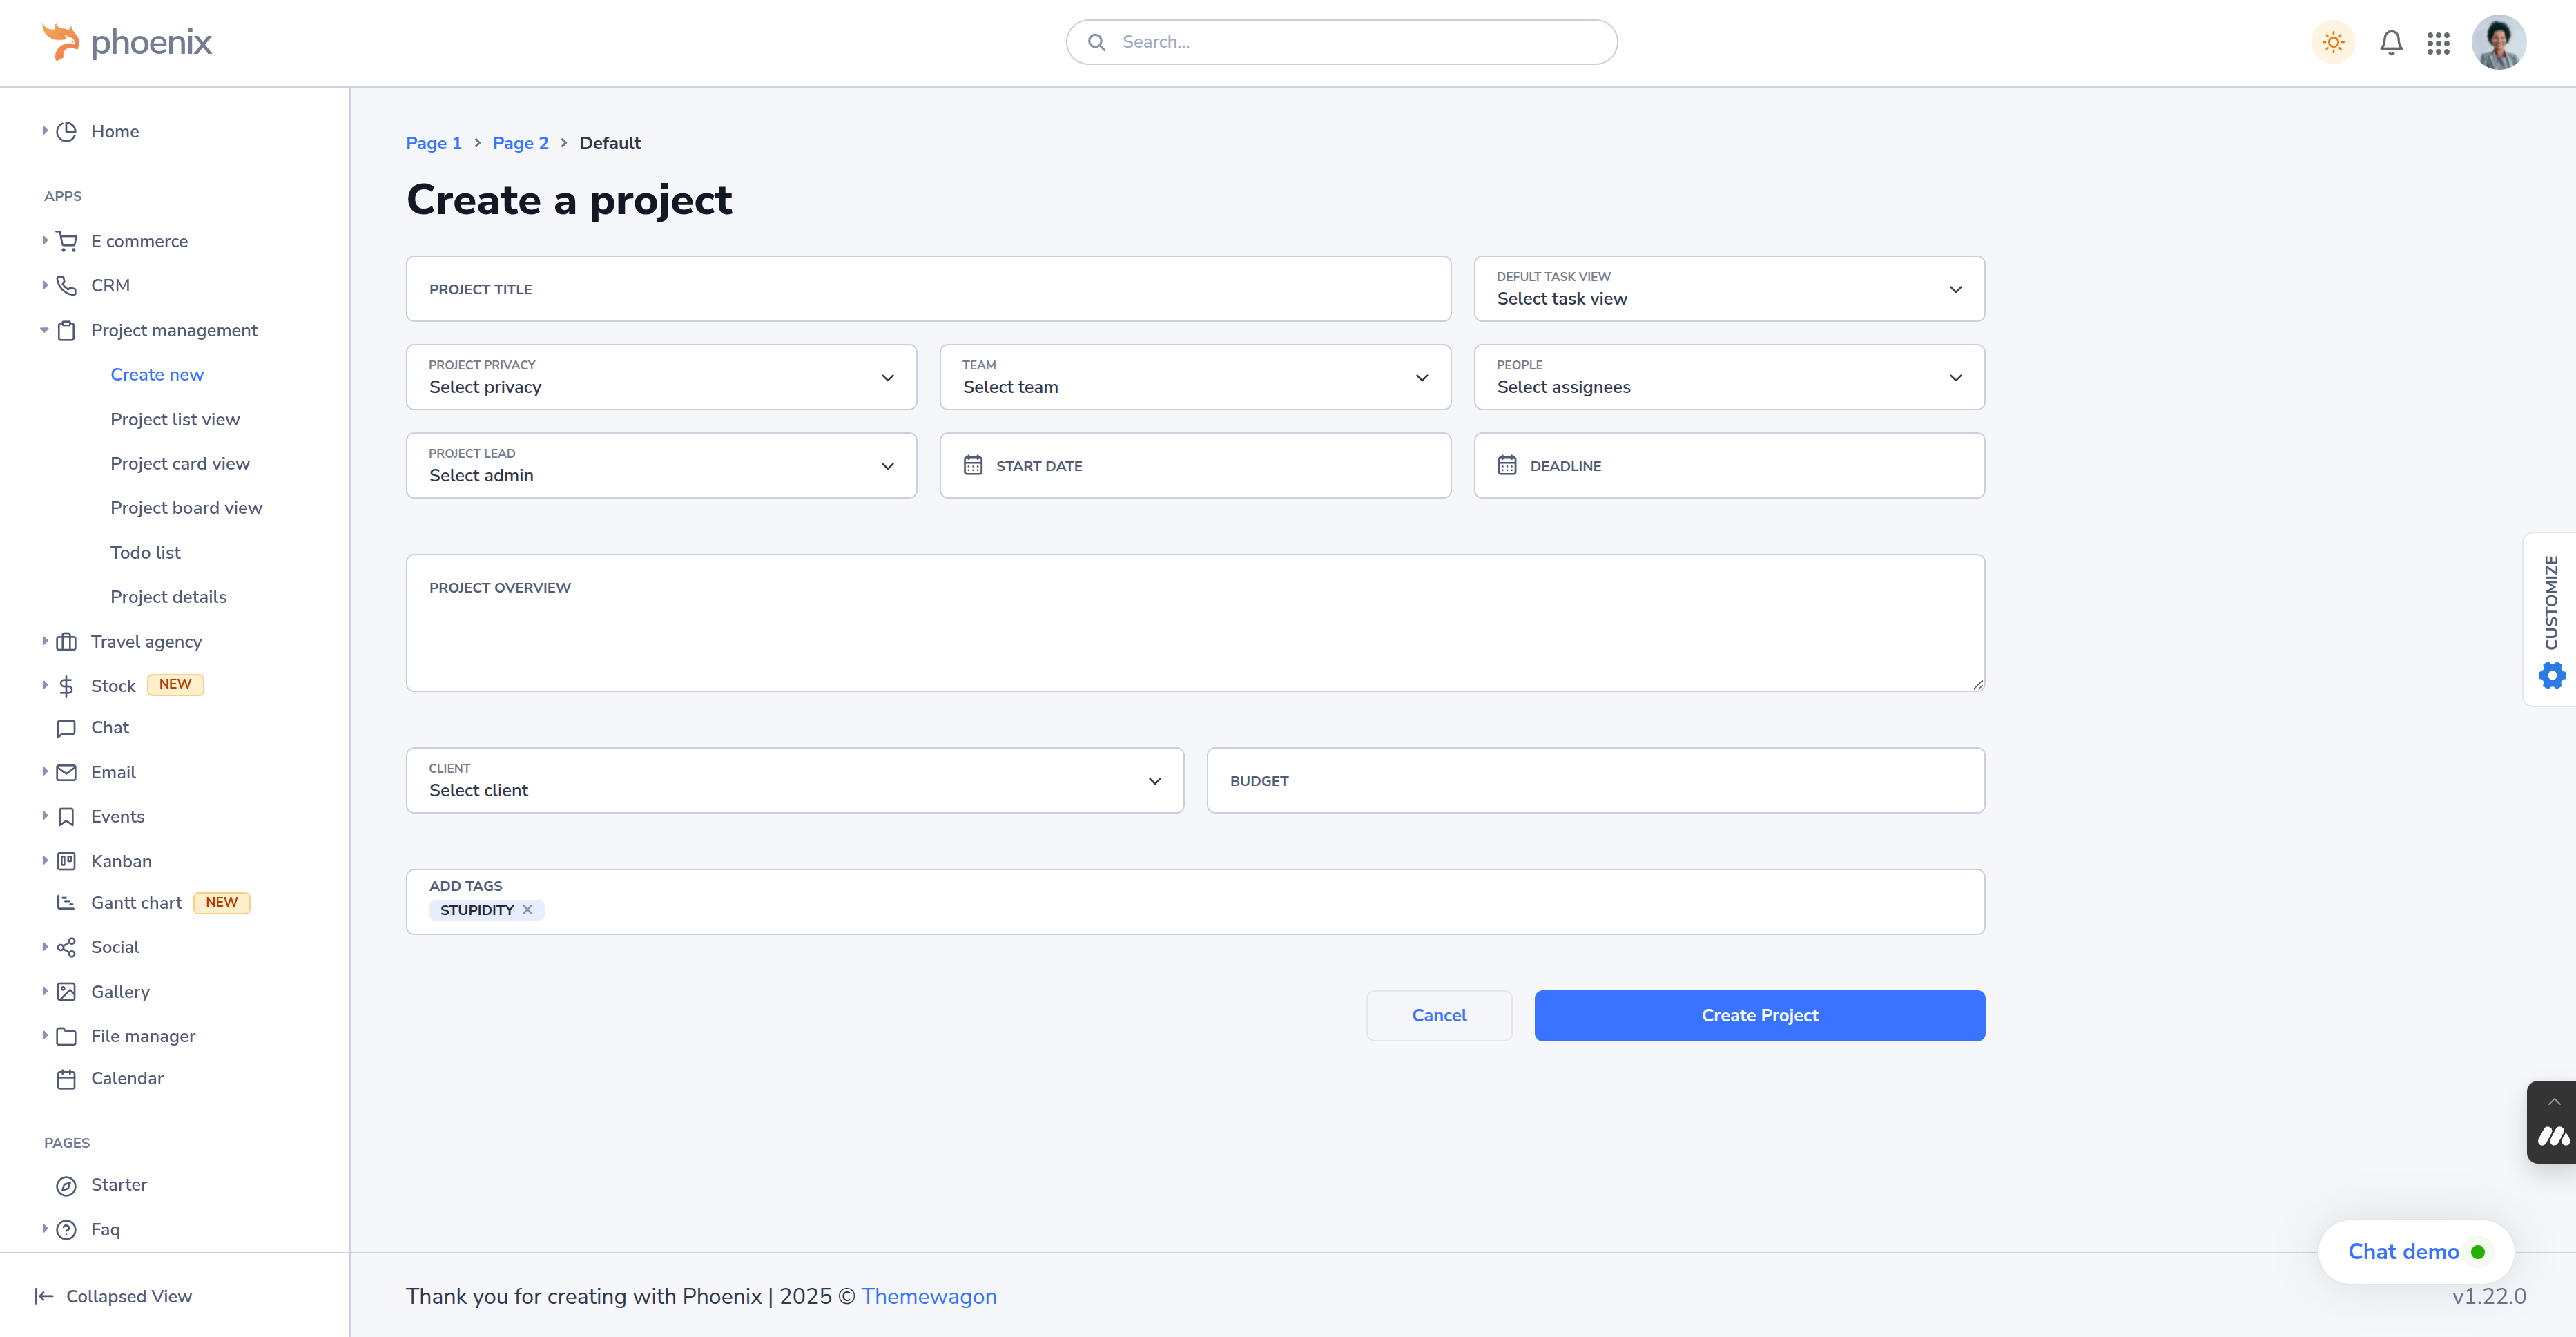 phoenix
Search...
Home
APPS
E commerce
CRM
Project management
Create new
Project list view
Project card view
Project board view
Todo list
Project details
Travel agency
Stock NEW
Chat
Email
Events
Kanban
Gantt chart NEW
Social
Gallery
File manager
Calendar
PAGES
Starter
Faq
Collapsed View
Page 1 > Page 2 > Default
Create a project
PROJECT TITLE
DEFULT TASK VIEW
Select task view
PROJECT PRIVACY
Select privacy
TEAM
Select team
PEOPLE
Select assignees
PROJECT LEAD
Select admin
START DATE
DEADLINE
PROJECT OVERVIEW
CLIENT
Select client
BUDGET
ADD TAGS
STUPIDITY
Cancel
Create Project
CUSTOMIZE
Chat demo
Thank you for creating with Phoenix | 2025 © Themewagon
v1.22.0